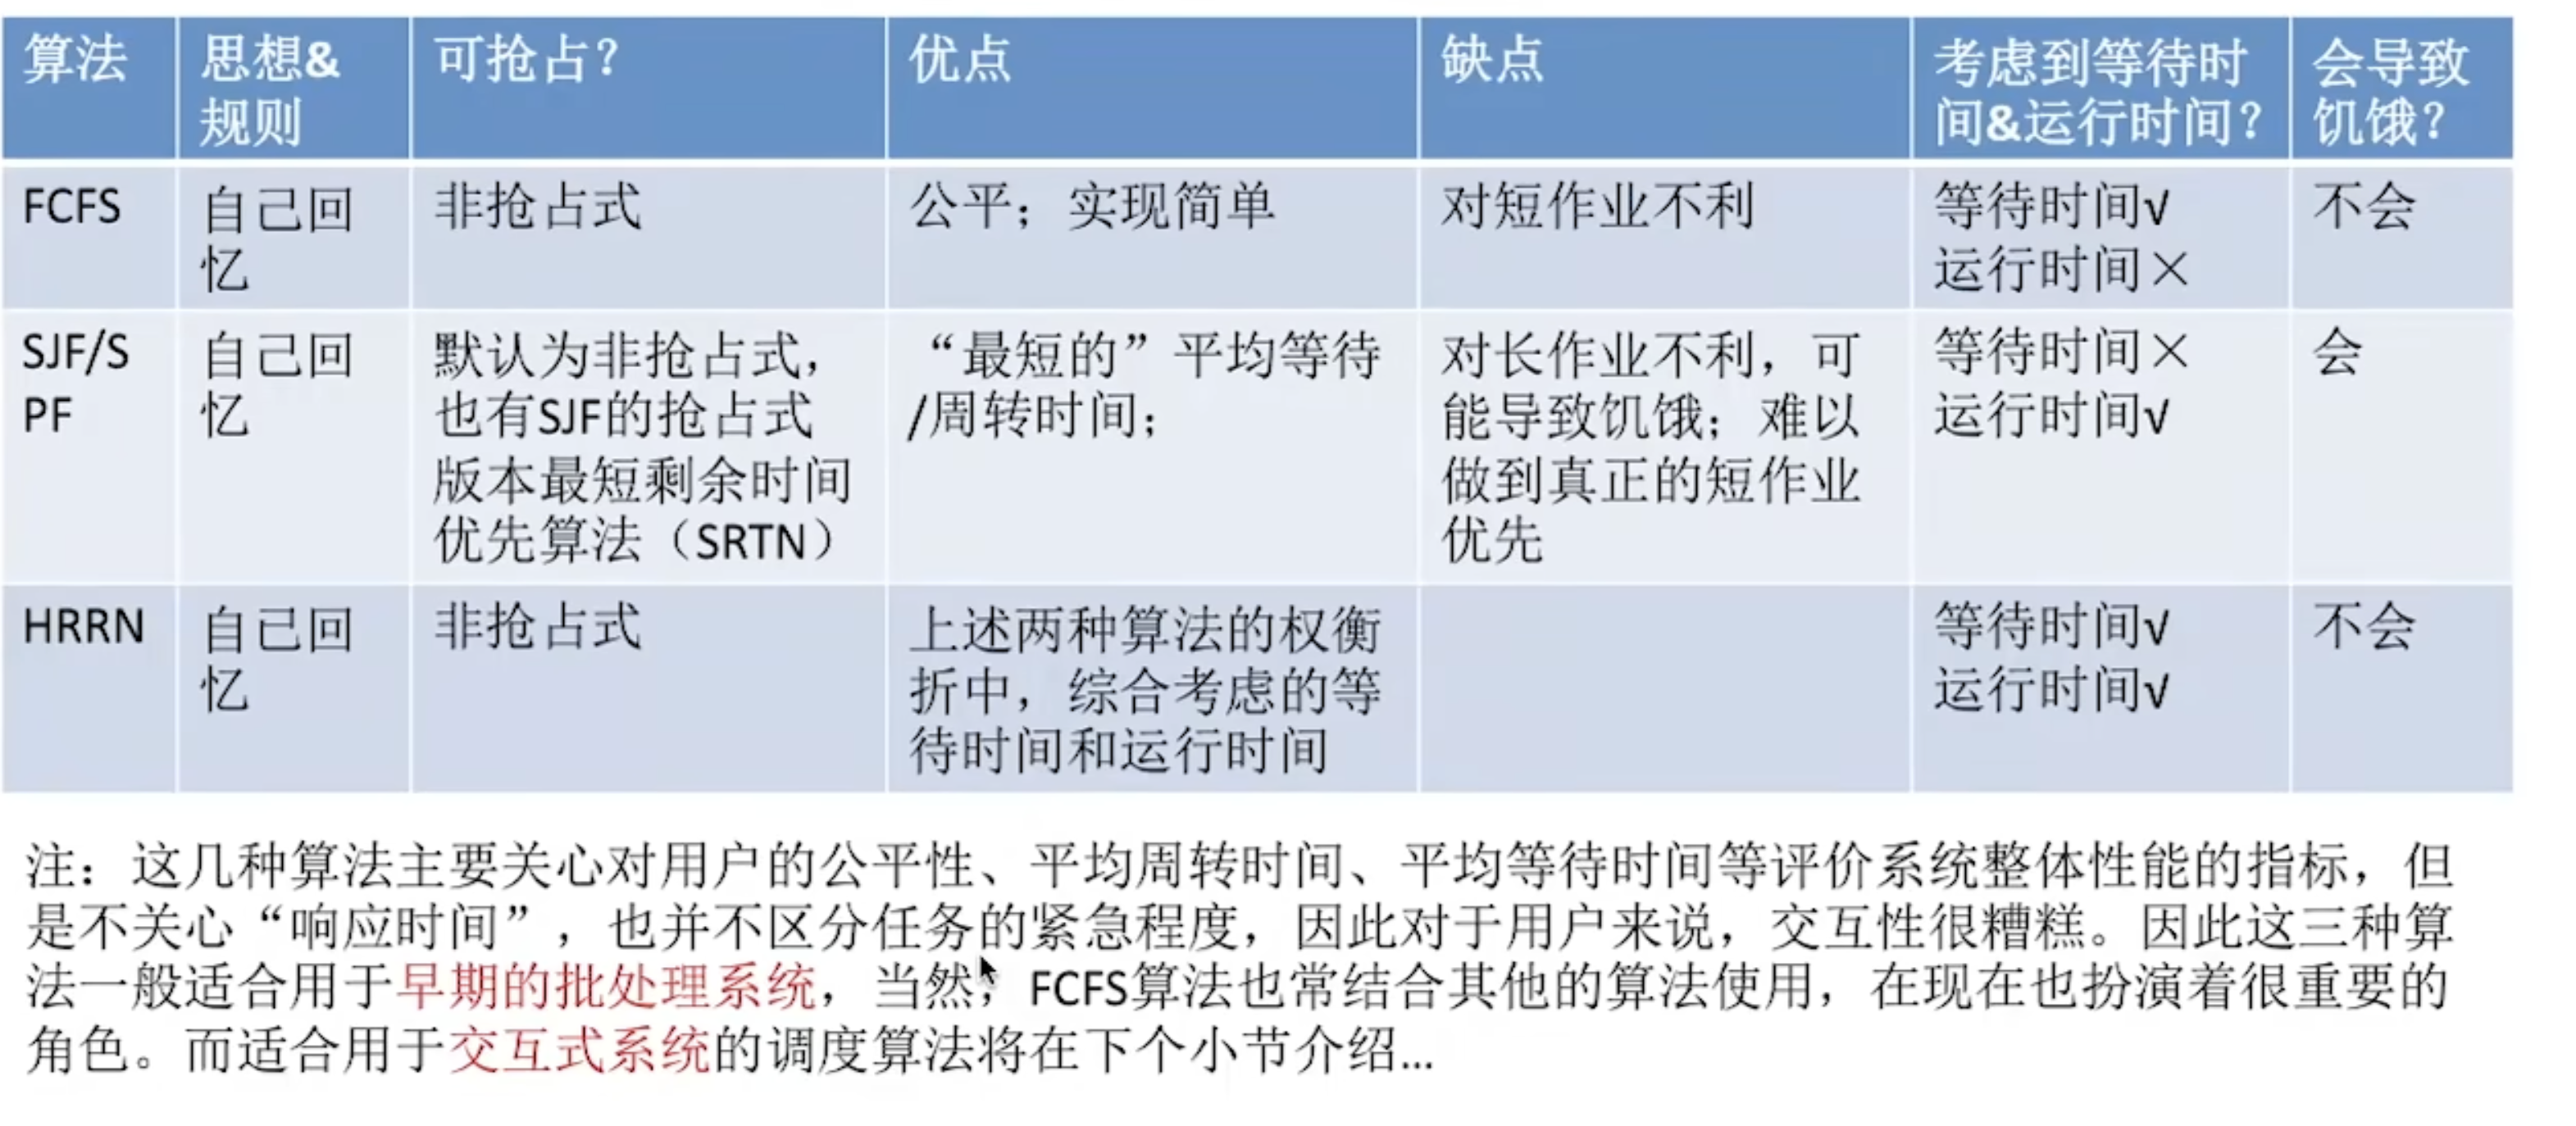 算法
思想&
规则
可抢占？
优点
缺点
考虑到等待时
间&运行时间？
会导致
饥饿？
FCFS
自己回
忆
非抢占式
公平；实现简单
对短作业不利
等待时间√
运行时间×
不会
SJF/S
PF
自己回
忆
默认为非抢占式，
也有SJF的抢占式
版本最短剩余时间
优先算法（SRTN）
“最短的”平均等待
/周转时间；
对长作业不利，可
能导致饥饿；难以
做到真正的短作业
优先
等待时间×
运行时间√
会
HRRN
自己回
忆
非抢占式
上述两种算法的权衡
折中，综合考虑的等
待时间和运行时间
等待时间√
运行时间√
不会
注：这几种算法主要关心对用户的公平性、平均周转时间、平均等待时间等评价系统整体性能的指标，但
是不关心“响应时间”，也并不区分任务的紧急程度，因此对于用户来说，交互性很糟糕。因此这三种算
法一般适合用于早期的批处理系统，当然，FCFS算法也常结合其他的算法使用，在现在也扮演着很重要的
角色。而适合用于交互式系统的调度算法将在下个小节介绍...